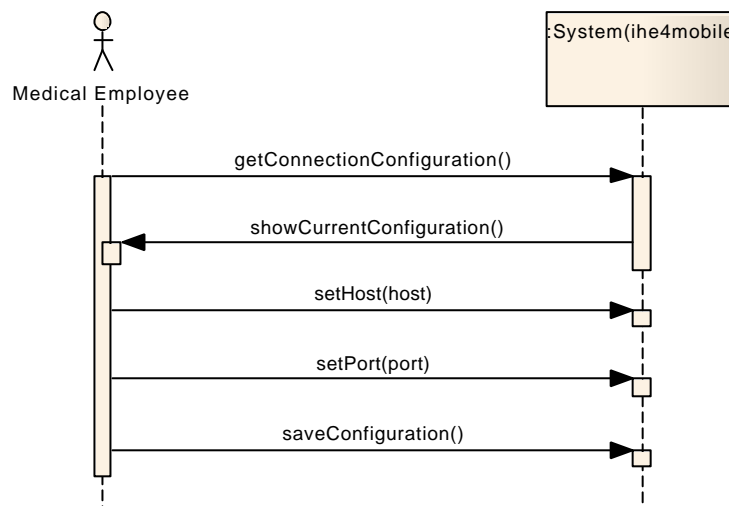 :System(ihe4mobile
Medical Employee
getConnectionConfiguration()
showCurrentConfiguration()
setHost(host)
setPort(port)
saveConfiguration()